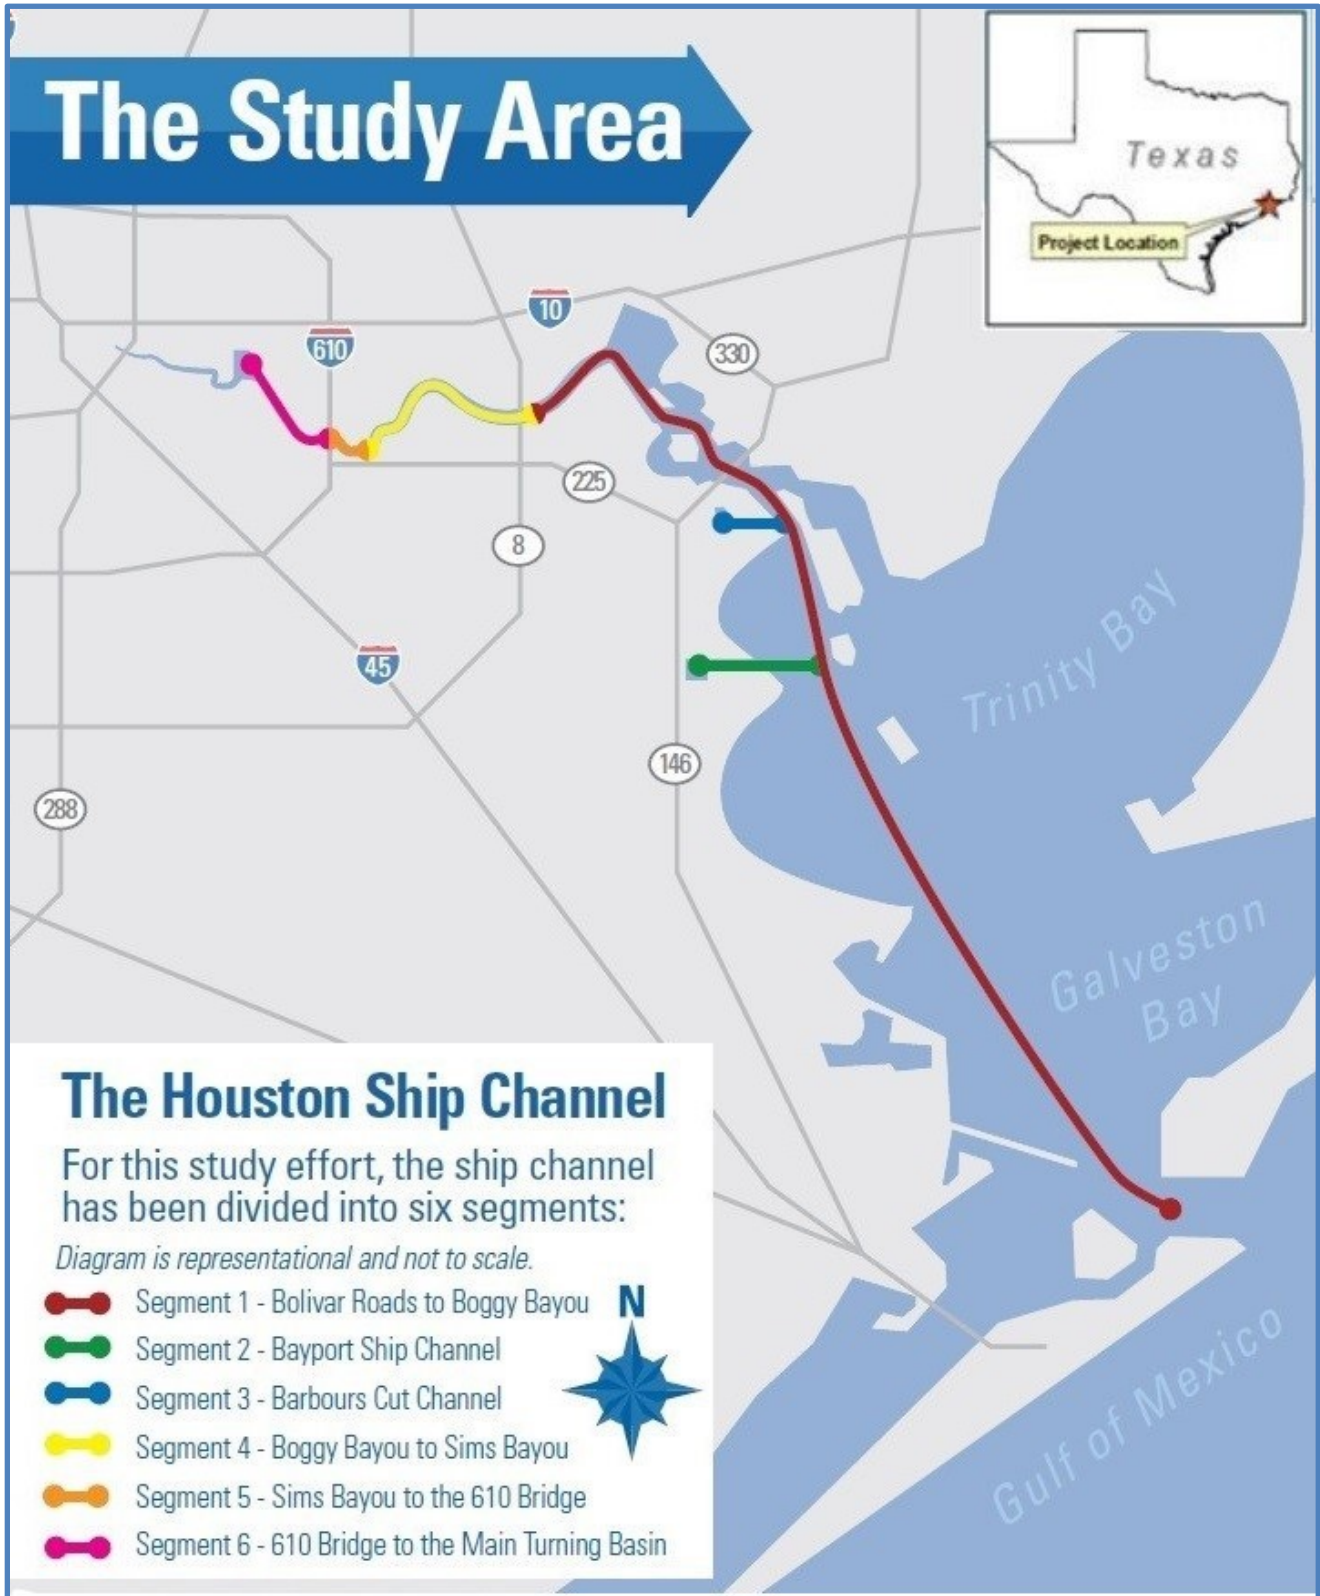 The Study Area
Texas
Project Location
10
610
330
225
8
45
146
288
Trinity Bay
Galveston
Bay
Gulf of Mexico
The Houston Ship Channel
For this study effort, the ship channel
has been divided into six segments:
Diagram is representational and not to scale.
N
Segment 1 - Bolivar Roads to Boggy Bayou
Segment 2 - Bayport Ship Channel
Segment 3 - Barbours Cut Channel
Segment 4 - Boggy Bayou to Sims Bayou
Segment 5 - Sims Bayou to the 610 Bridge
Segment 6 - 610 Bridge to the Main Turning Basin